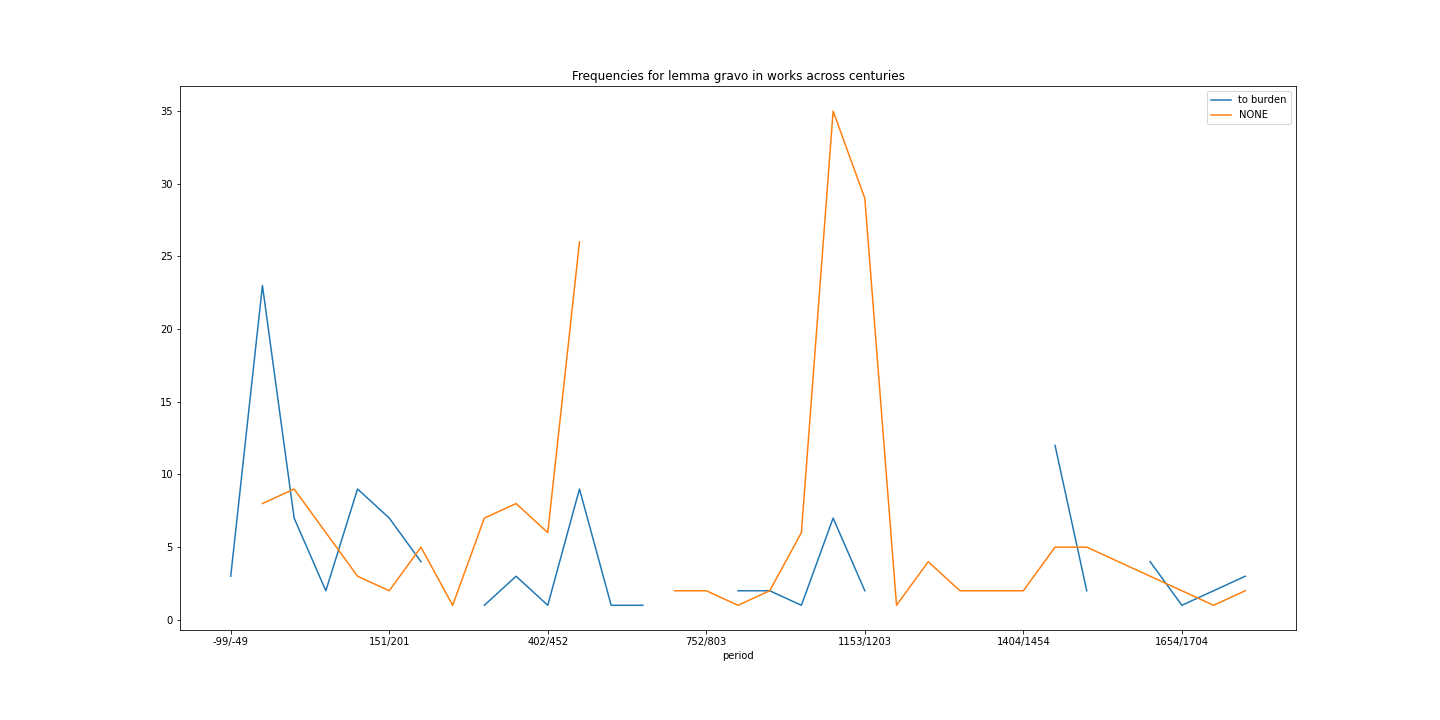 Frequencies for lemma gravo in works across centuries
to burden
NONE
35
30
25
20
15
10
5
0
-99/-49 151/201 402/452 752/803 1153/1203 1404/1454 1654/1704
period